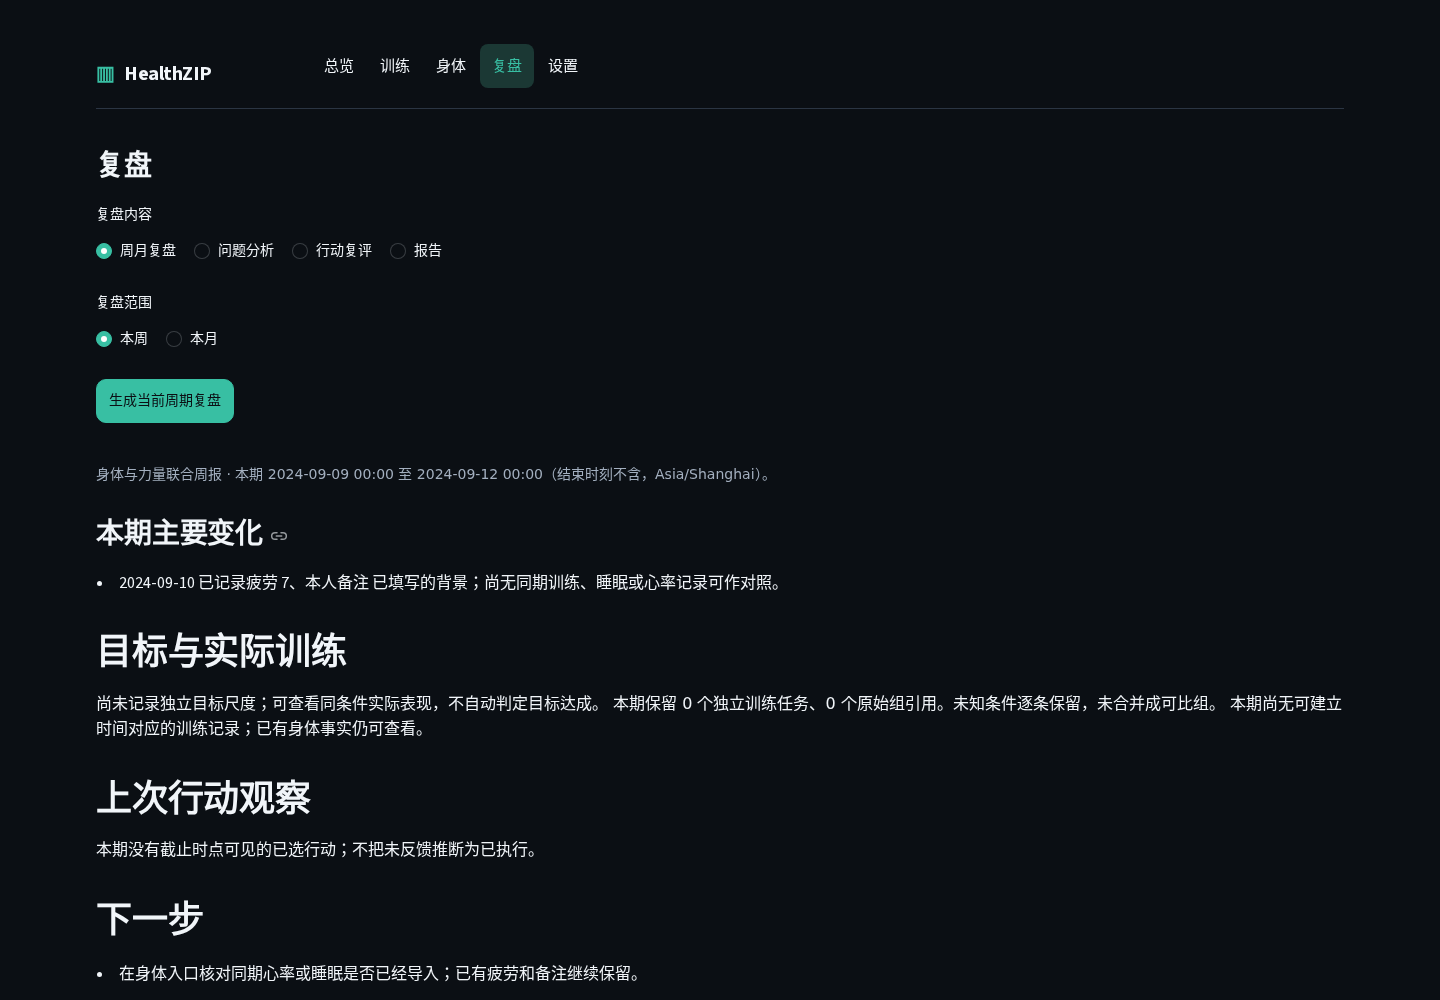 HealthZIP
总览 训练 身体 复盘 设置
复盘
复盘内容
周月复盘 问题分析 行动复评 报告
复盘范围
本周 本月
生成当前周期复盘
身体与力量联合周报 · 本期 2024-09-09 00:00 至 2024-09-12 00:00（结束时刻不含，Asia/Shanghai）。
本期主要变化
• 2024-09-10 已记录疲劳 7、本人备注 已填写的背景；尚无同期训练、睡眠或心率记录可作对照。
目标与实际训练
尚未记录独立目标尺度；可查看同条件实际表现，不自动判定目标达成。 本期保留 0 个独立训练任务、0 个原始组引用。未知条件逐条保留，未合并成可比组。 本期尚无可建立
时间对应的训练记录；已有身体事实仍可查看。
上次行动观察
本期没有截止时点可见的已选行动；不把未反馈推断为已执行。
下一步
• 在身体入口核对同期心率或睡眠是否已经导入；已有疲劳和备注继续保留。